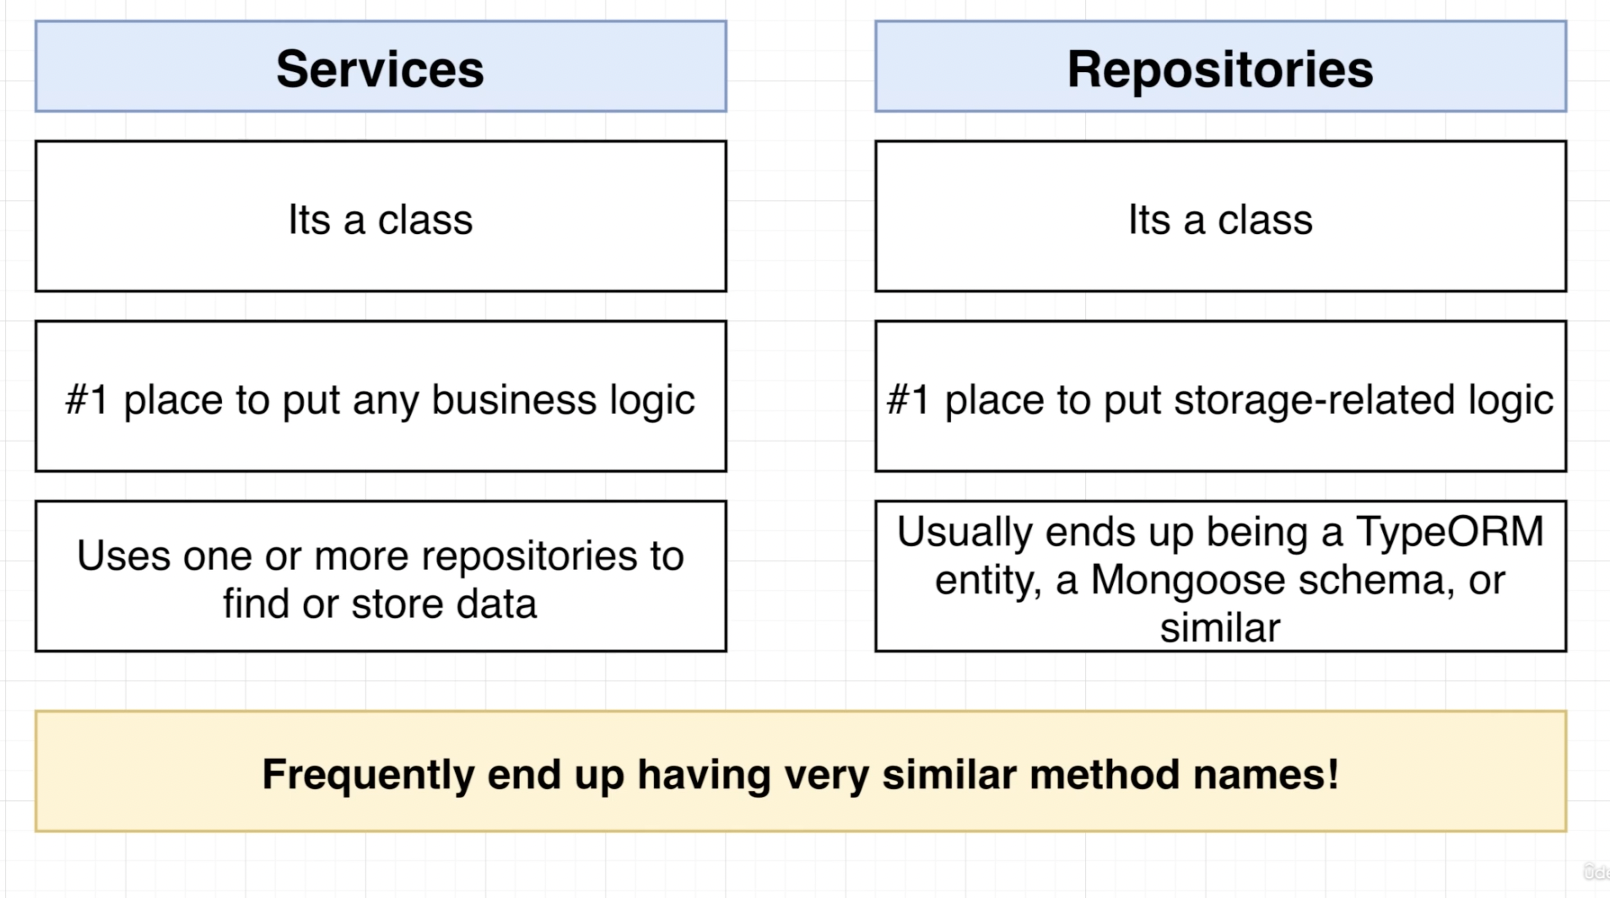 Services
Repositories
Its a class
Its a class
#1 place to put any business logic
#1 place to put storage-related logic
Uses one or more repositories to
find or store data
Usually ends up being a TypeORM
entity, a Mongoose schema, or
similar
Frequently end up having very similar method names!